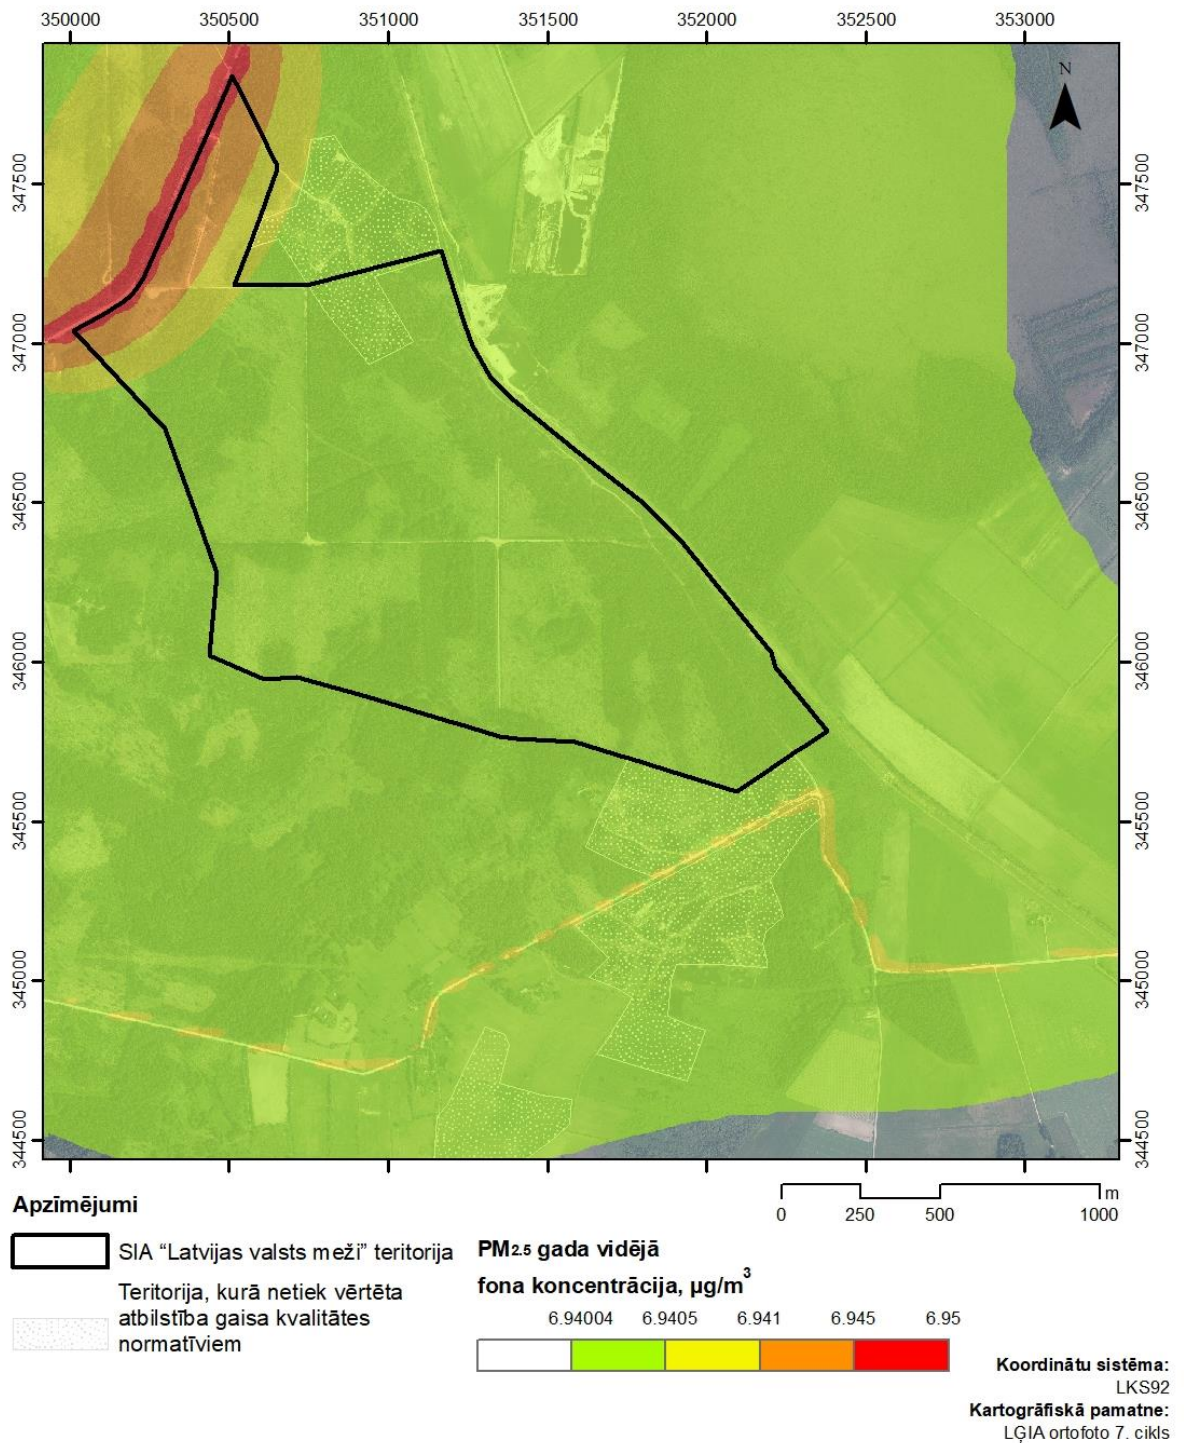 350000 350500 351000 351500 352000 352500 353000
N
347500 347500
347000 347000
346500 346500
346000 346000
345500 345500
345000 345000
344500 344500
Apzīmējumi
SIA “Latvijas valsts meži” teritorija
Teritorija, kurā netiek vērtēta
atbilstība gaisa kvalitātes
normatīviem
PM2.5 gada vidējā
fona koncentrācija, µg/m³
6.94004 6.9405 6.941 6.945 6.95
m
0 250 500 1000
Koordinātu sistēma:
LKS92
Kartogrāfiskā pamatne:
LĢIA ortofoto 7. cikls